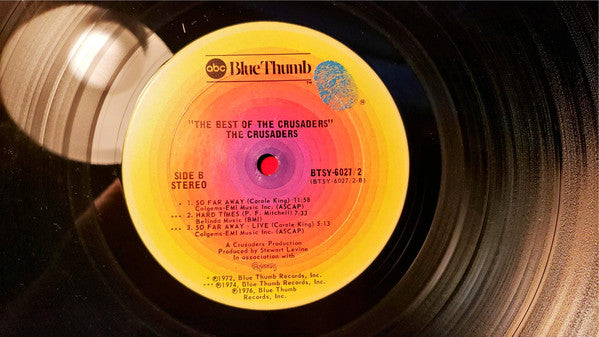 abc Blue Thumb
TM
®
"THE BEST OF THE CRUSADERS"
THE CRUSADERS
SIDE B
STEREO
BTSY-6027/2
(BTSY-6027/2-B)
* 1. SO FAR AWAY (Carole King) 11:58
Colgems-EMI Music Inc. (ASCAP)
*** 2. HARD TIMES (P. F. Mitchell) 7:33
Belinda Music (BMI)
*** 3. SO FAR AWAY - LIVE (Carole King) 5:13
Colgems-EMI Music Inc. (ASCAP)
A Crusaders Production
Produced by Stewart Levine
In association with
* ℗1972, Blue Thumb Records, Inc.
*** ℗1974, Blue Thumb Records, Inc.
℗1976, Blue Thumb
Records, Inc.